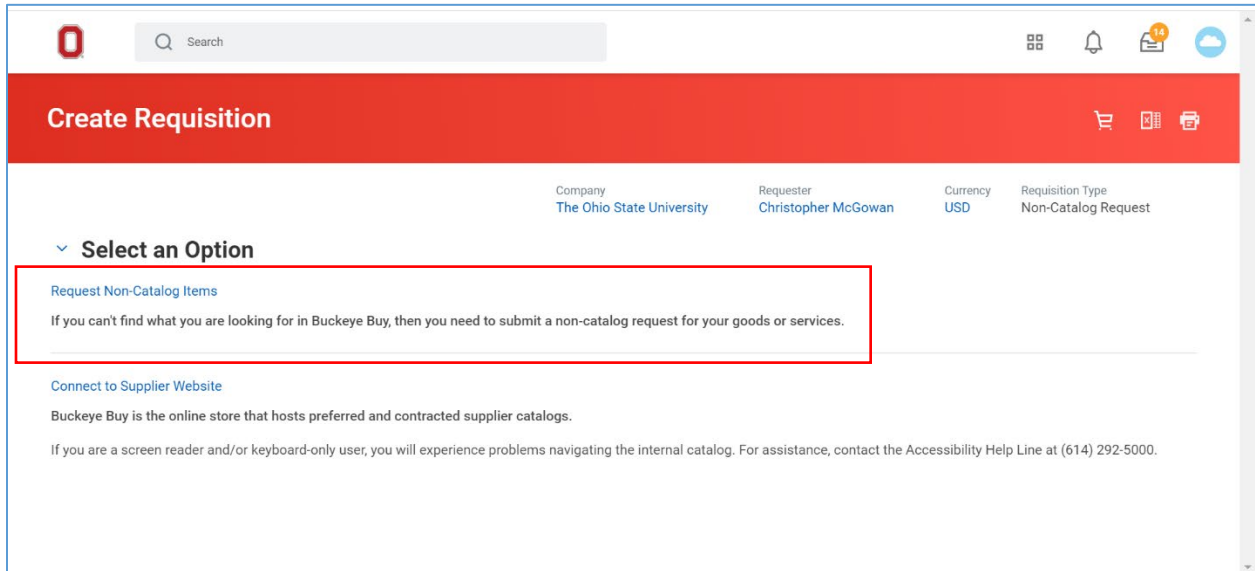 O
Search
14
Create Requisition
Company
The Ohio State University
Requester
Christopher McGowan
Currency
USD
Requisition Type
Non-Catalog Request
Select an Option
Request Non-Catalog Items
If you can't find what you are looking for in Buckeye Buy, then you need to submit a non-catalog request for your goods or services.
Connect to Supplier Website
Buckeye Buy is the online store that hosts preferred and contracted supplier catalogs.
If you are a screen reader and/or keyboard-only user, you will experience problems navigating the internal catalog. For assistance, contact the Accessibility Help Line at (614) 292-5000.